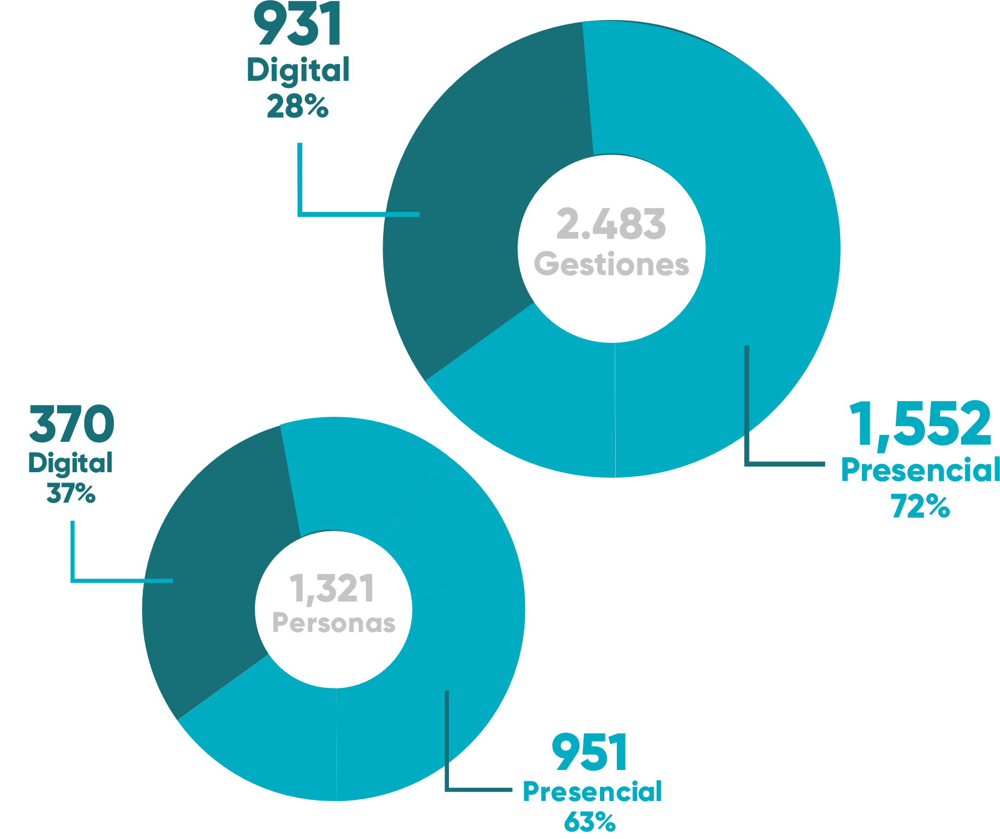 931
Digital
28%
2.483
Gestiones
1,552
Presencial
72%
370
Digital
37%
1,321
Personas
951
Presencial
63%